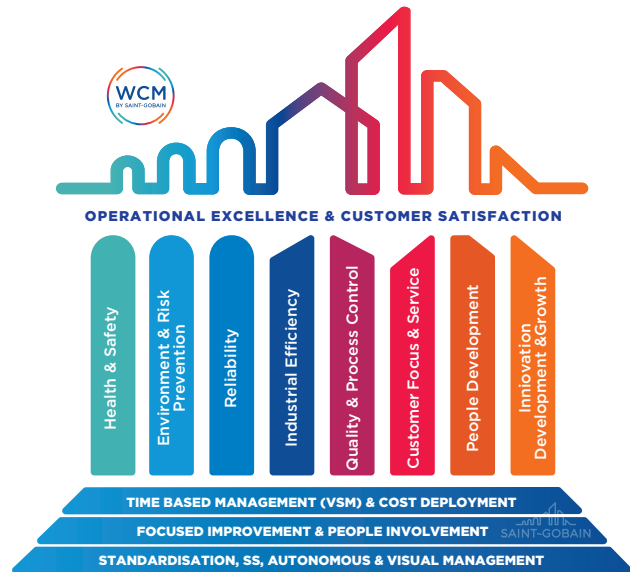 WCM
BY SAINT-GOBAIN
OPERATIONAL EXCELLENCE & CUSTOMER SATISFACTION
Health & Safety
Environment & Risk
Prevention
Reliability
Industrial Efficiency
Quality & Process Control
Customer Focus & Service
People Development
Inniovation
Development &Growth
TIME BASED MANAGEMENT (VSM) & COST DEPLOYMENT
FOCUSED IMPROVEMENT & PEOPLE INVOLVEMENT
SAINT-GOBAIN
STANDARDISATION, SS, AUTONOMOUS & VISUAL MANAGEMENT